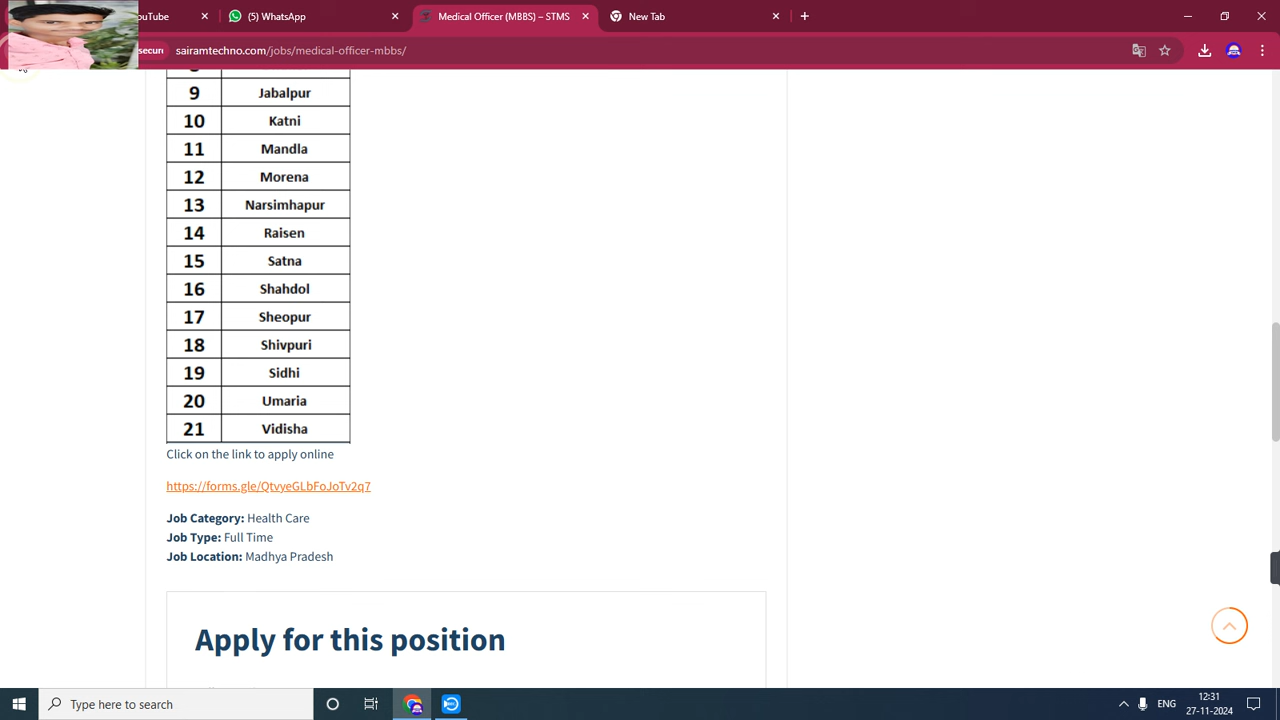 ouTube
(5) WhatsApp
Medical Officer (MBBS) – STMS
New Tab
securi
sairamtechno.com/jobs/medical-officer-mbbs/
9 Jabalpur
10 Katni
11 Mandla
12 Morena
13 Narsimhapur
14 Raisen
15 Satna
16 Shahdol
17 Sheopur
18 Shivpuri
19 Sidhi
20 Umaria
21 Vidisha
Click on the link to apply online
https://forms.gle/QtvyeGLbFoJoTv2q7
Job Category: Health Care
Job Type: Full Time
Job Location: Madhya Pradesh
Apply for this position
Type here to search
ENG
12:31
27-11-2024